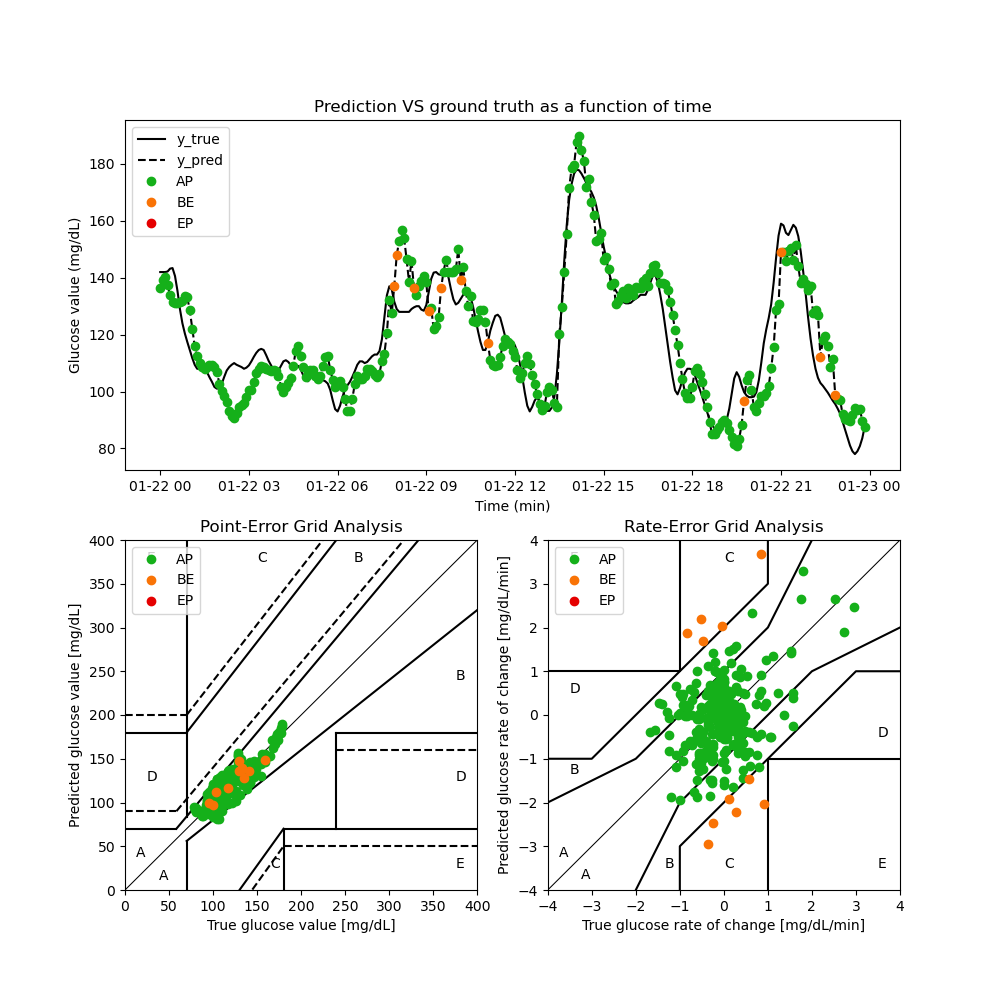 Prediction VS ground truth as a function of time
Glucose value (mg/dL)
y_true
y_pred
AP
BE
EP
180
160
140
120
100
80
01-22 00 01-22 03 01-22 06 01-22 09 01-22 12 01-22 15 01-22 18 01-22 21 01-23 00
Time (min)
Point-Error Grid Analysis
Predicted glucose value [mg/dL]
400
350
300
250
200
150
100
50
0
AP
BE
EP
C
B
B
D
D
A
A
C
E
0 50 100 150 200 250 300 350 400
True glucose value [mg/dL]
Rate-Error Grid Analysis
Predicted glucose rate of change [mg/dL/min]
4
3
2
1
0
−1
−2
−3
−4
AP
BE
EP
C
D
D
B
A
A
B
C
E
−4 −3 −2 −1 0 1 2 3 4
True glucose rate of change [mg/dL/min]